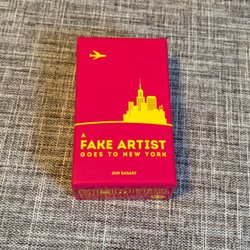 A
FAKE ARTIST
GOES TO NEW YORK
JUN SASAKI